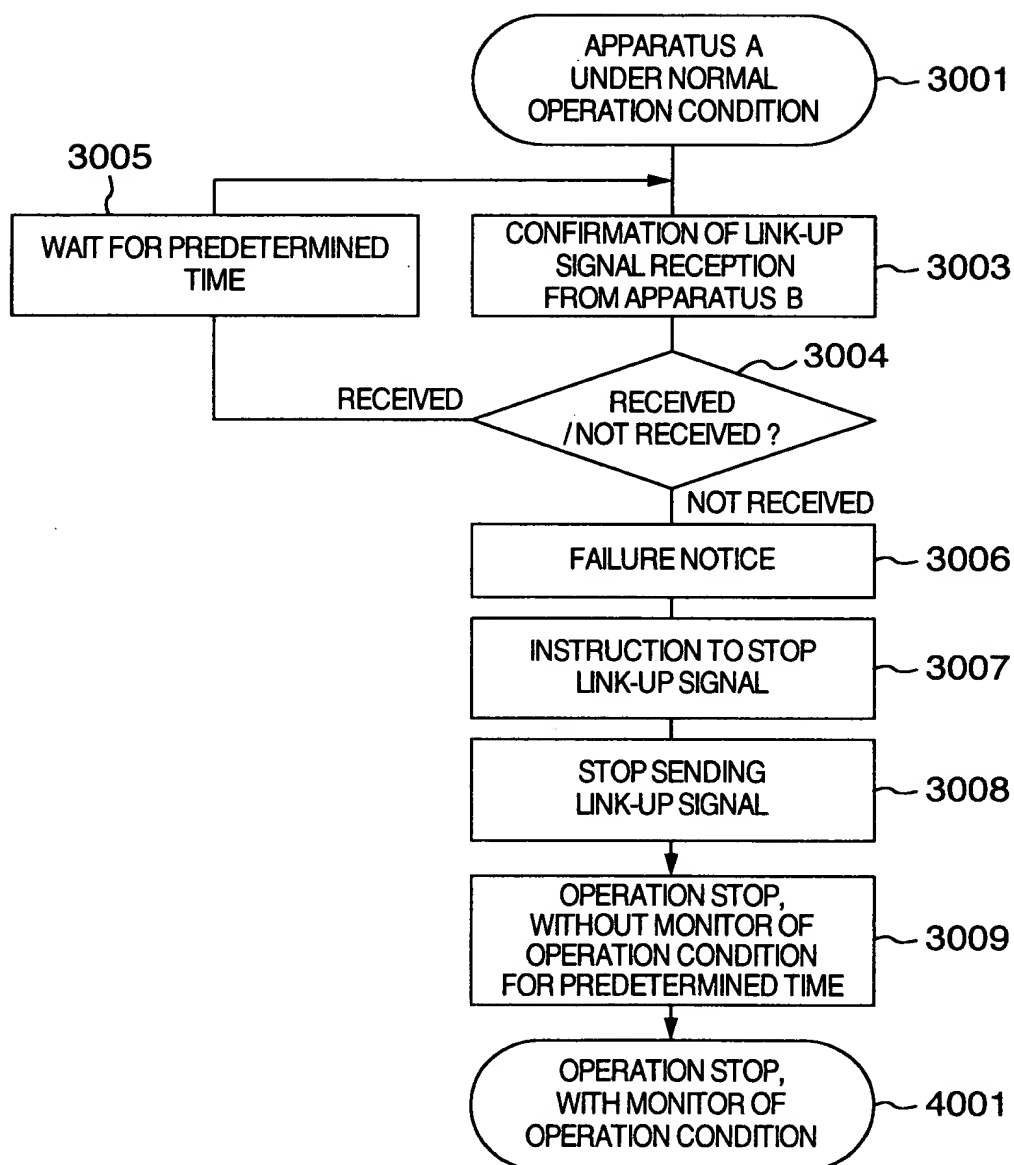 APPARATUS A
UNDER NORMAL
OPERATION CONDITION
3001
3005
WAIT FOR PREDETERMINED
TIME
CONFIRMATION OF LINK-UP
SIGNAL RECEPTION
FROM APPARATUS B
3003
3004
RECEIVED
RECEIVED
/NOT RECEIVED ?
NOT RECEIVED
FAILURE NOTICE
3006
INSTRUCTION TO STOP
LINK-UP SIGNAL
3007
STOP SENDING
LINK-UP SIGNAL
3008
OPERATION STOP,
WITHOUT MONITOR OF
OPERATION CONDITION
FOR PREDETERMINED TIME
3009
OPERATION STOP,
WITH MONITOR OF
OPERATION CONDITION
4001